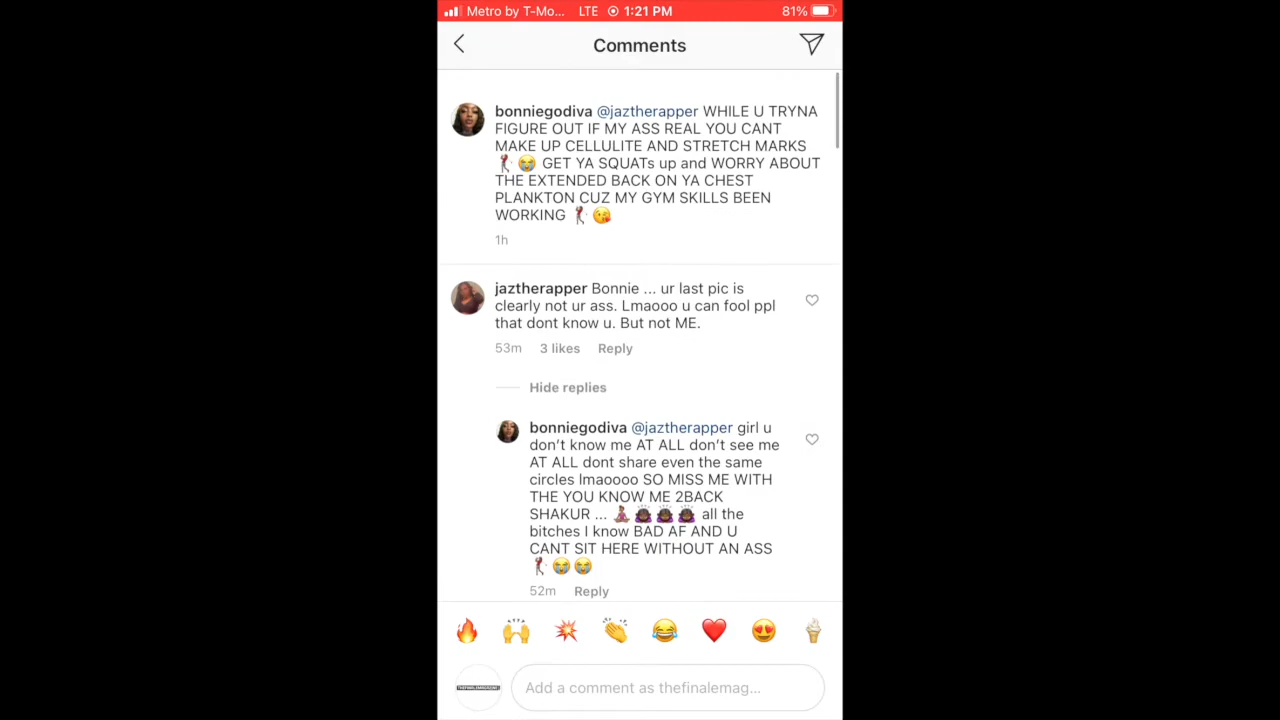 Metro by T-Mo... LTE 1:21 PM 81%
Comments
bonniegodiva @jaztherapper WHILE U TRYNA
FIGURE OUT IF MY ASS REAL YOU CANT
MAKE UP CELLULITE AND STRETCH MARKS
🏌🏽‍♀️😭 GET YA SQUATs up and WORRY ABOUT
THE EXTENDED BACK ON YA CHEST
PLANKTON CUZ MY GYM SKILLS BEEN
WORKING 🏌🏽‍♀️😘
1h
jaztherapper Bonnie ... ur last pic is
clearly not ur ass. Lmaooo u can fool ppl
that dont know u. But not ME.
53m 3 likes Reply
Hide replies
bonniegodiva @jaztherapper girl u
don’t know me AT ALL don’t see me
AT ALL dont share even the same
circles lmaoooo SO MISS ME WITH
THE YOU KNOW ME 2BACK
SHAKUR ... 🧘🏽‍♀️🙇🏿‍♀️🙇🏿‍♀️🙇🏿‍♀️ all the
bitches I know BAD AF AND U
CANT SIT HERE WITHOUT AN ASS
🏌🏽‍♀️😭😭
52m Reply
🔥 🙌 💥 👏 😂 ❤️ 😍 🍦
Add a comment as thefinalemag...